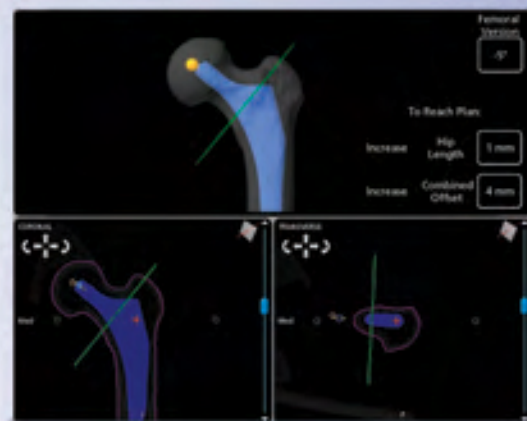 Femoral
Version
-5°
To Reach Plan:
Increase Hip Length 1 mm
Increase Combined Offset 4 mm
CORONAL
TRANSVERSE
Med
Med